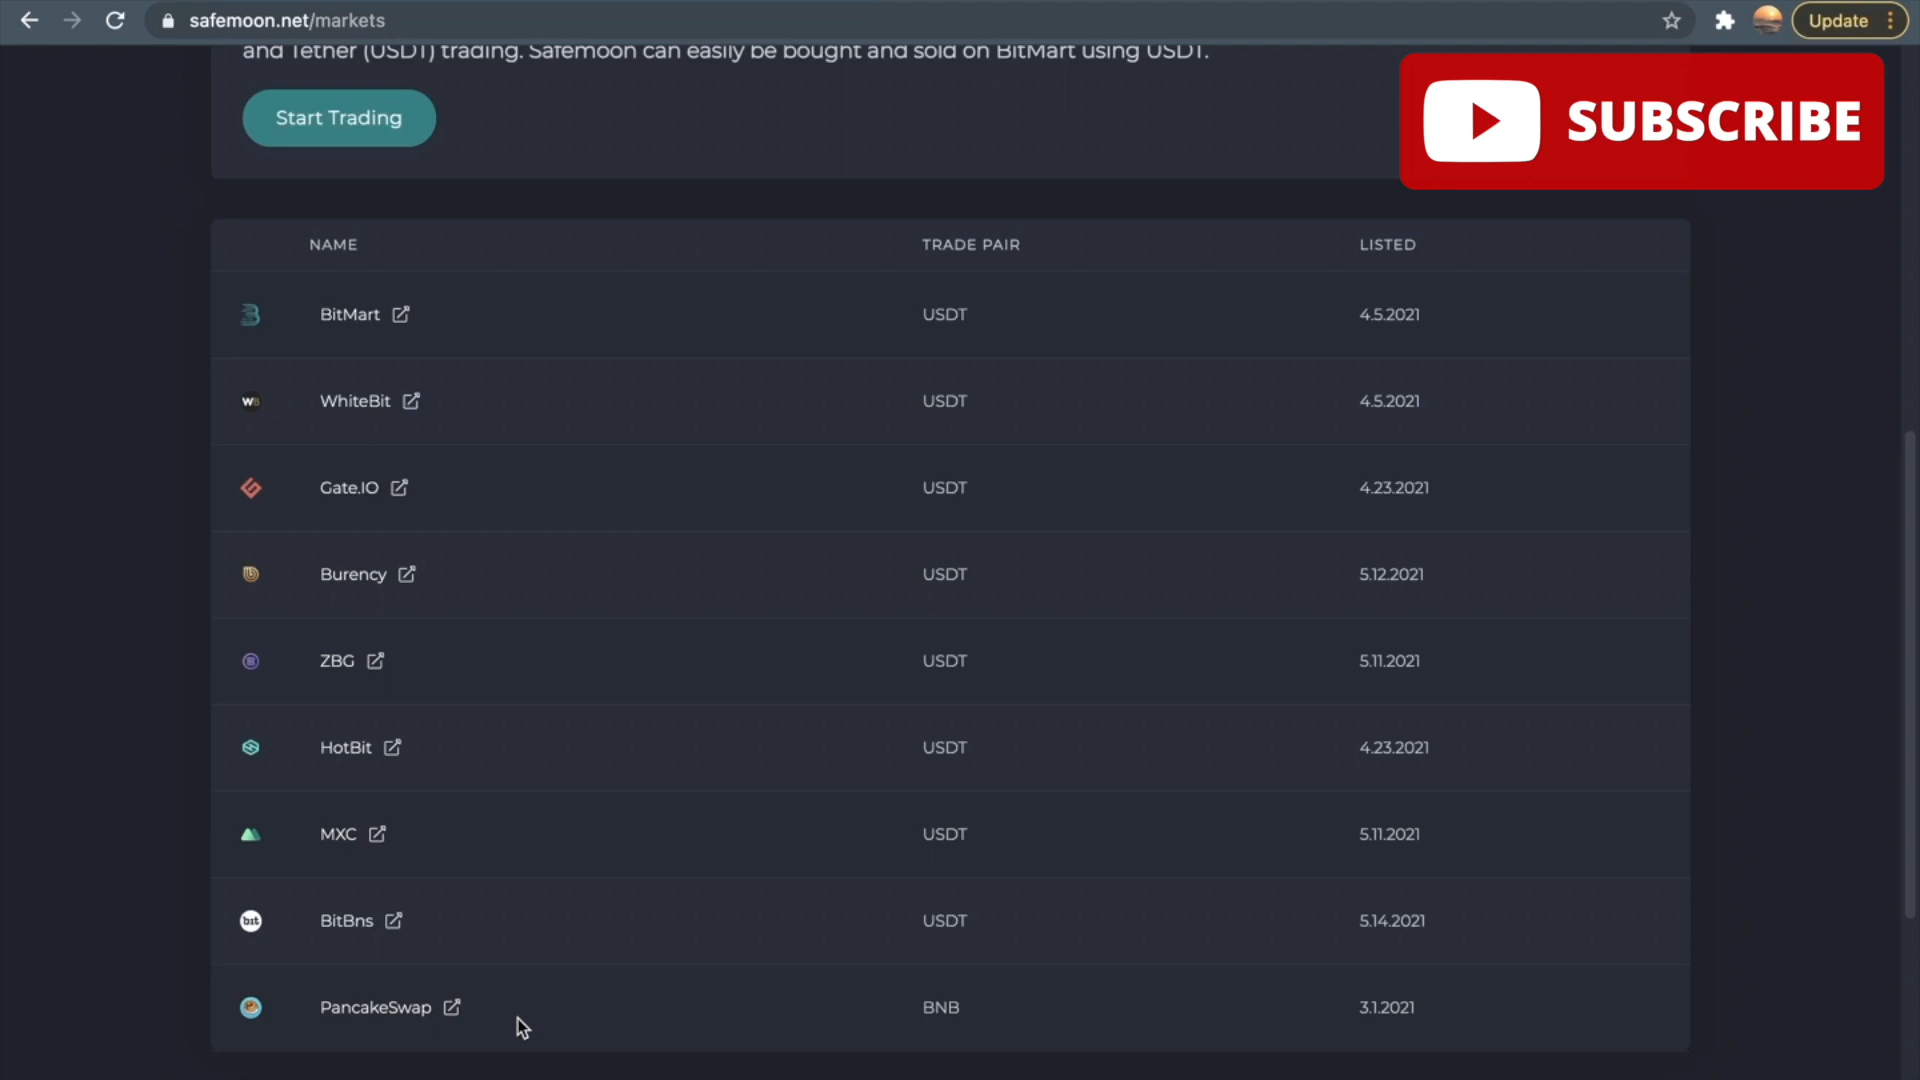 safemoon.net/markets
Update
and Tether (USDT) trading. Safemoon can easily be bought and sold on BitMart using USDT.
Start Trading
SUBSCRIBE
NAME TRADE PAIR LISTED
BitMart USDT 4.5.2021
WB WhiteBit USDT 4.5.2021
Gate.IO USDT 4.23.2021
Burency USDT 5.12.2021
ZBG USDT 5.11.2021
HotBit USDT 4.23.2021
MXC USDT 5.11.2021
bit BitBns USDT 5.14.2021
PancakeSwap BNB 3.1.2021